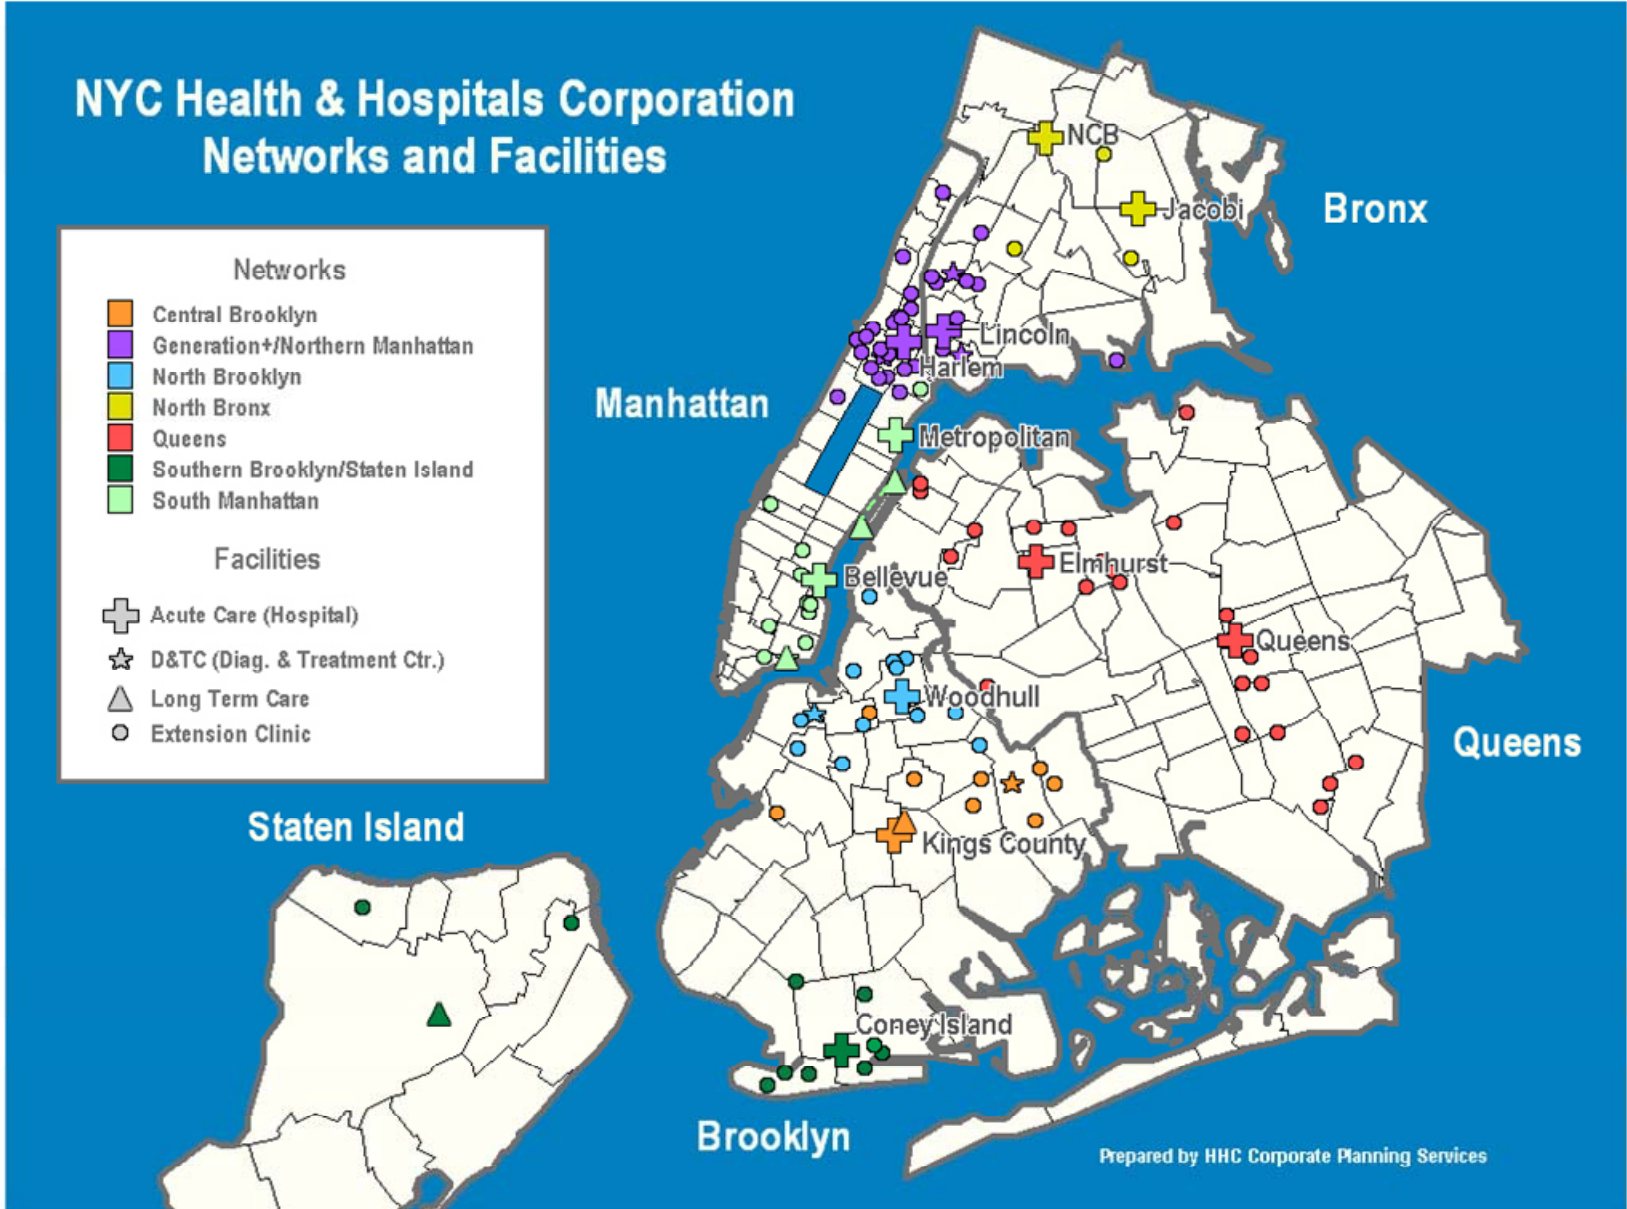 NYC Health & Hospitals Corporation
Networks and Facilities
Networks
Central Brooklyn
Generation+/Northern Manhattan
North Brooklyn
North Bronx
Queens
Southern Brooklyn/Staten Island
South Manhattan
Facilities
Acute Care (Hospital)
D&TC (Diag. & Treatment Ctr.)
Long Term Care
Extension Clinic
NCB
Jacobi
Bronx
Lincoln
Harlem
Manhattan
Metropolitan
Elmhurst
Bellevue
Queens
Woodhull
Queens
Staten Island
Kings County
Coney Island
Brooklyn
Prepared by HHC Corporate Planning Services